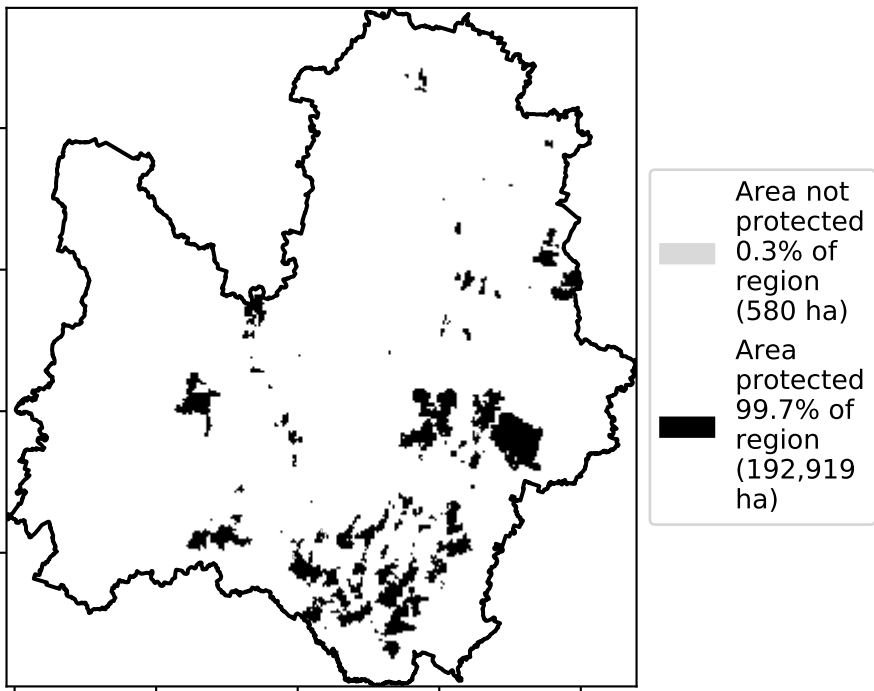 Area not
protected
0.3% of
region
(580 ha)
Area
protected
99.7% of
region
(192,919
ha)